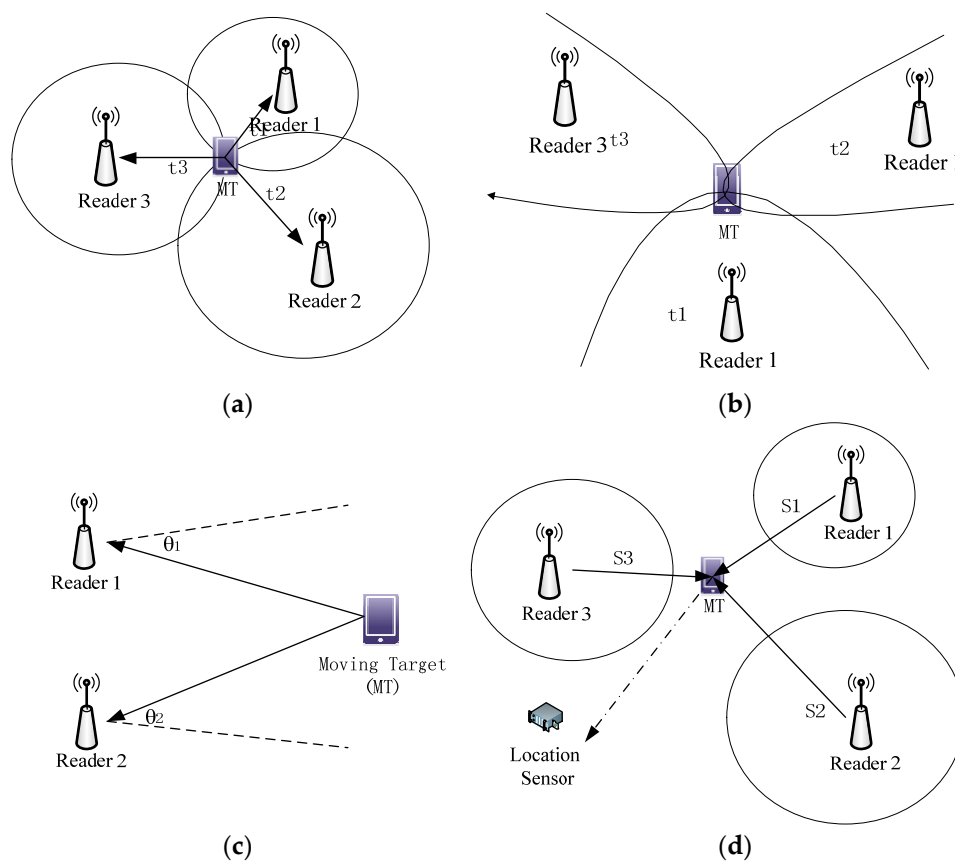 Reader 1
t1
Reader 3
t3
MT
t2
Reader 2
(a)
Reader 3
t3
t2
Reader
MT
t1
Reader 1
(b)
θ1
Reader 1
Moving Target
(MT)
θ2
Reader 2
(c)
S1
Reader 1
S3
Reader 3
MT
S2
Reader 2
Location
Sensor
(d)